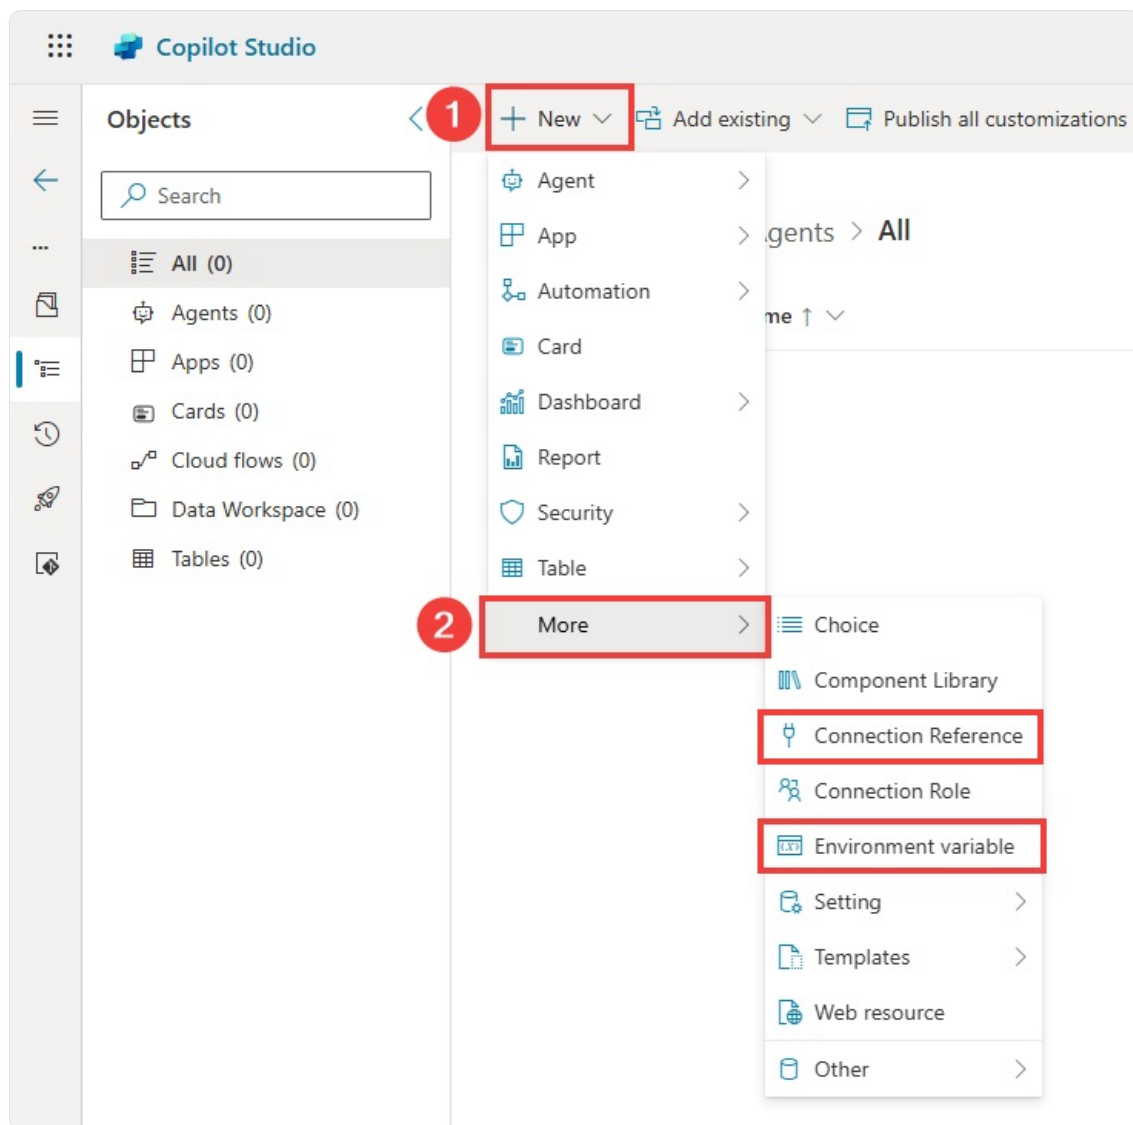 Copilot Studio
Objects
1
New
Add existing
Publish all customizations
Search
All (0)
Agents (0)
Apps (0)
Cards (0)
Cloud flows (0)
Data Workspace (0)
Tables (0)
Agent
App
Automation
Card
Dashboard
Report
Security
Table
2
More
gents > All
me ↑
Choice
Component Library
Connection Reference
Connection Role
Environment variable
Setting
Templates
Web resource
Other